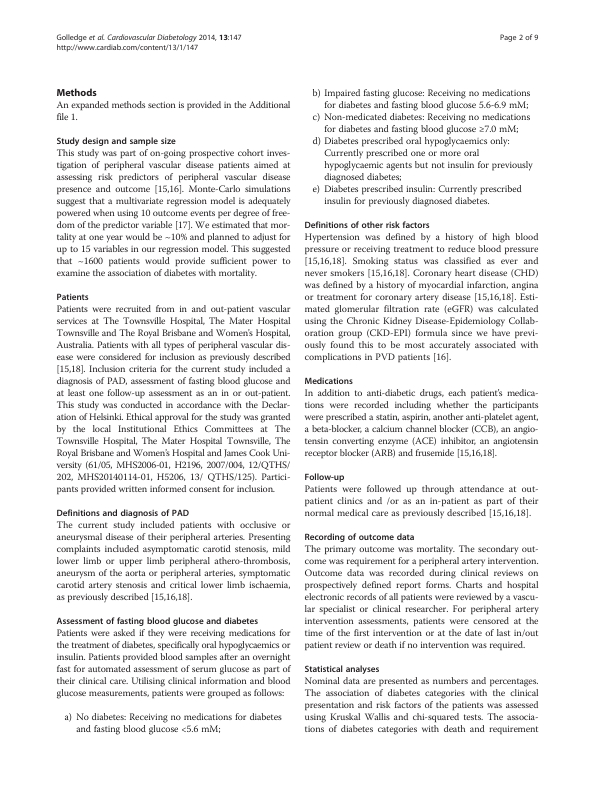 Golledge et al. Cardiovascular Diabetology 2014, 13:147
http://www.cardiab.com/content/13/1/147
Page 2 of 9
Methods
An expanded methods section is provided in the Additional
file 1.
Study design and sample size
This study was part of on-going prospective cohort inves-
tigation of peripheral vascular disease patients aimed at
assessing risk predictors of peripheral vascular disease
presence and outcome [15,16]. Monte-Carlo simulations
suggest that a multivariate regression model is adequately
powered when using 10 outcome events per degree of free-
dom of the predictor variable [17]. We estimated that mor-
tality at one year would be ~10% and planned to adjust for
up to 15 variables in our regression model. This suggested
that ~1600 patients would provide sufficient power to
examine the association of diabetes with mortality.
Patients
Patients were recruited from in and out-patient vascular
services at The Townsville Hospital, The Mater Hospital
Townsville and The Royal Brisbane and Women's Hospital,
Australia. Patients with all types of peripheral vascular dis-
ease were considered for inclusion as previously described
[15,18]. Inclusion criteria for the current study included a
diagnosis of PAD, assessment of fasting blood glucose and
at least one follow-up assessment as an in or out-patient.
This study was conducted in accordance with the Declar-
ation of Helsinki. Ethical approval for the study was granted
by the local Institutional Ethics Committees at The
Townsville Hospital, The Mater Hospital Townsville, The
Royal Brisbane and Women's Hospital and James Cook Uni-
versity (61/05, MHS2006-01, H2196, 2007/004, 12/QTHS/
202, MHS20140114-01, H5206, 13/ QTHS/125). Partici-
pants provided written informed consent for inclusion.
Definitions and diagnosis of PAD
The current study included patients with occlusive or
aneurysmal disease of their peripheral arteries. Presenting
complaints included asymptomatic carotid stenosis, mild
lower limb or upper limb peripheral athero-thrombosis,
aneurysm of the aorta or peripheral arteries, symptomatic
carotid artery stenosis and critical lower limb ischaemia,
as previously described [15,16,18].
Assessment of fasting blood glucose and diabetes
Patients were asked if they were receiving medications for
the treatment of diabetes, specifically oral hypoglycaemics or
insulin. Patients provided blood samples after an overnight
fast for automated assessment of serum glucose as part of
their clinical care. Utilising clinical information and blood
glucose measurements, patients were grouped as follows:
a) No diabetes: Receiving no medications for diabetes
and fasting blood glucose <5.6 mM;
b) Impaired fasting glucose: Receiving no medications
for diabetes and fasting blood glucose 5.6-6.9 mM;
c) Non-medicated diabetes: Receiving no medications
for diabetes and fasting blood glucose ≥7.0 mM;
d) Diabetes prescribed oral hypoglycaemics only:
Currently prescribed one or more oral
hypoglycaemic agents but not insulin for previously
diagnosed diabetes;
e) Diabetes prescribed insulin: Currently prescribed
insulin for previously diagnosed diabetes.
Definitions of other risk factors
Hypertension was defined by a history of high blood
pressure or receiving treatment to reduce blood pressure
[15,16,18]. Smoking status was classified as ever and
never smokers [15,16,18]. Coronary heart disease (CHD)
was defined by a history of myocardial infarction, angina
or treatment for coronary artery disease [15,16,18]. Esti-
mated glomerular filtration rate (eGFR) was calculated
using the Chronic Kidney Disease-Epidemiology Collab-
oration group (CKD-EPI) formula since we have previ-
ously found this to be most accurately associated with
complications in PVD patients [16].
Medications
In addition to anti-diabetic drugs, each patient's medica-
tions were recorded including whether the participants
were prescribed a statin, aspirin, another anti-platelet agent,
a beta-blocker, a calcium channel blocker (CCB), an angio-
tensin converting enzyme (ACE) inhibitor, an angiotensin
receptor blocker (ARB) and frusemide [15,16,18].
Follow-up
Patients were followed up through attendance at out-
patient clinics and /or as an in-patient as part of their
normal medical care as previously described [15,16,18].
Recording of outcome data
The primary outcome was mortality. The secondary out-
come was requirement for a peripheral artery intervention.
Outcome data was recorded during clinical reviews on
prospectively defined report forms. Charts and hospital
electronic records of all patients were reviewed by a vascu-
lar specialist or clinical researcher. For peripheral artery
intervention assessments, patients were censored at the
time of the first intervention or at the date of last in/out
patient review or death if no intervention was required.
Statistical analyses
Nominal data are presented as numbers and percentages.
The association of diabetes categories with the clinical
presentation and risk factors of the patients was assessed
using Kruskal Wallis and chi-squared tests. The associa-
tions of diabetes categories with death and requirement